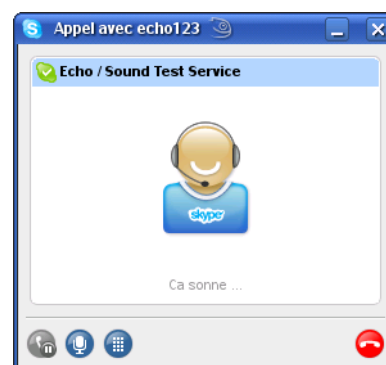 Appel avec echo123
Echo / Sound Test Service
skype
Ca sonne ...